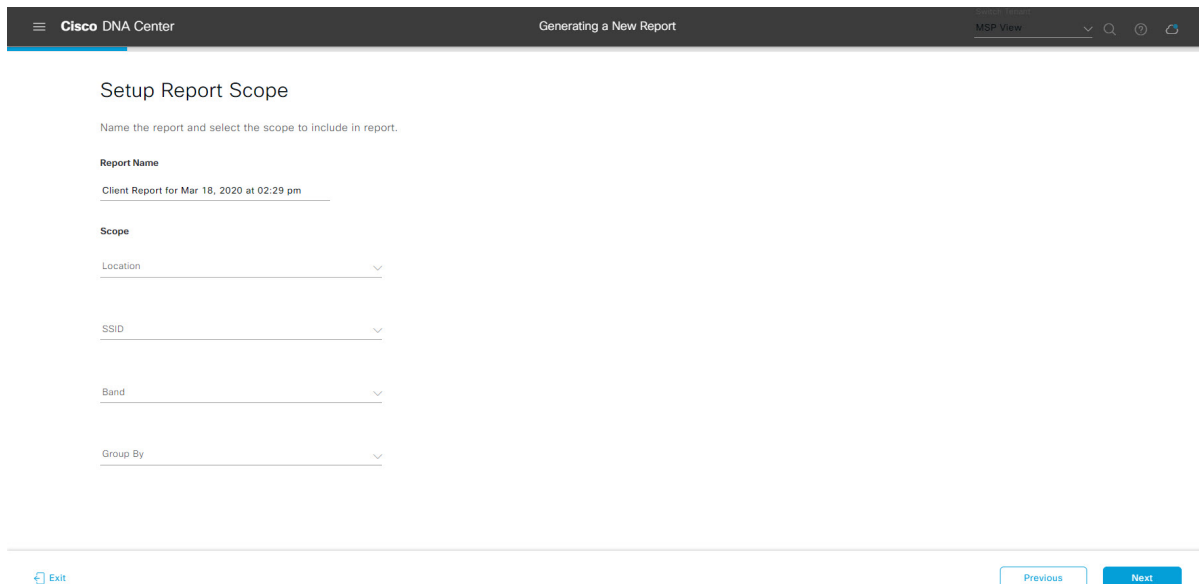 Cisco DNA Center
Generating a New Report
MSP View
Setup Report Scope
Name the report and select the scope to include in report.
Report Name
Client Report for Mar 18, 2020 at 02:29 pm
Scope
Location
SSID
Band
Group By
Exit
Previous
Next